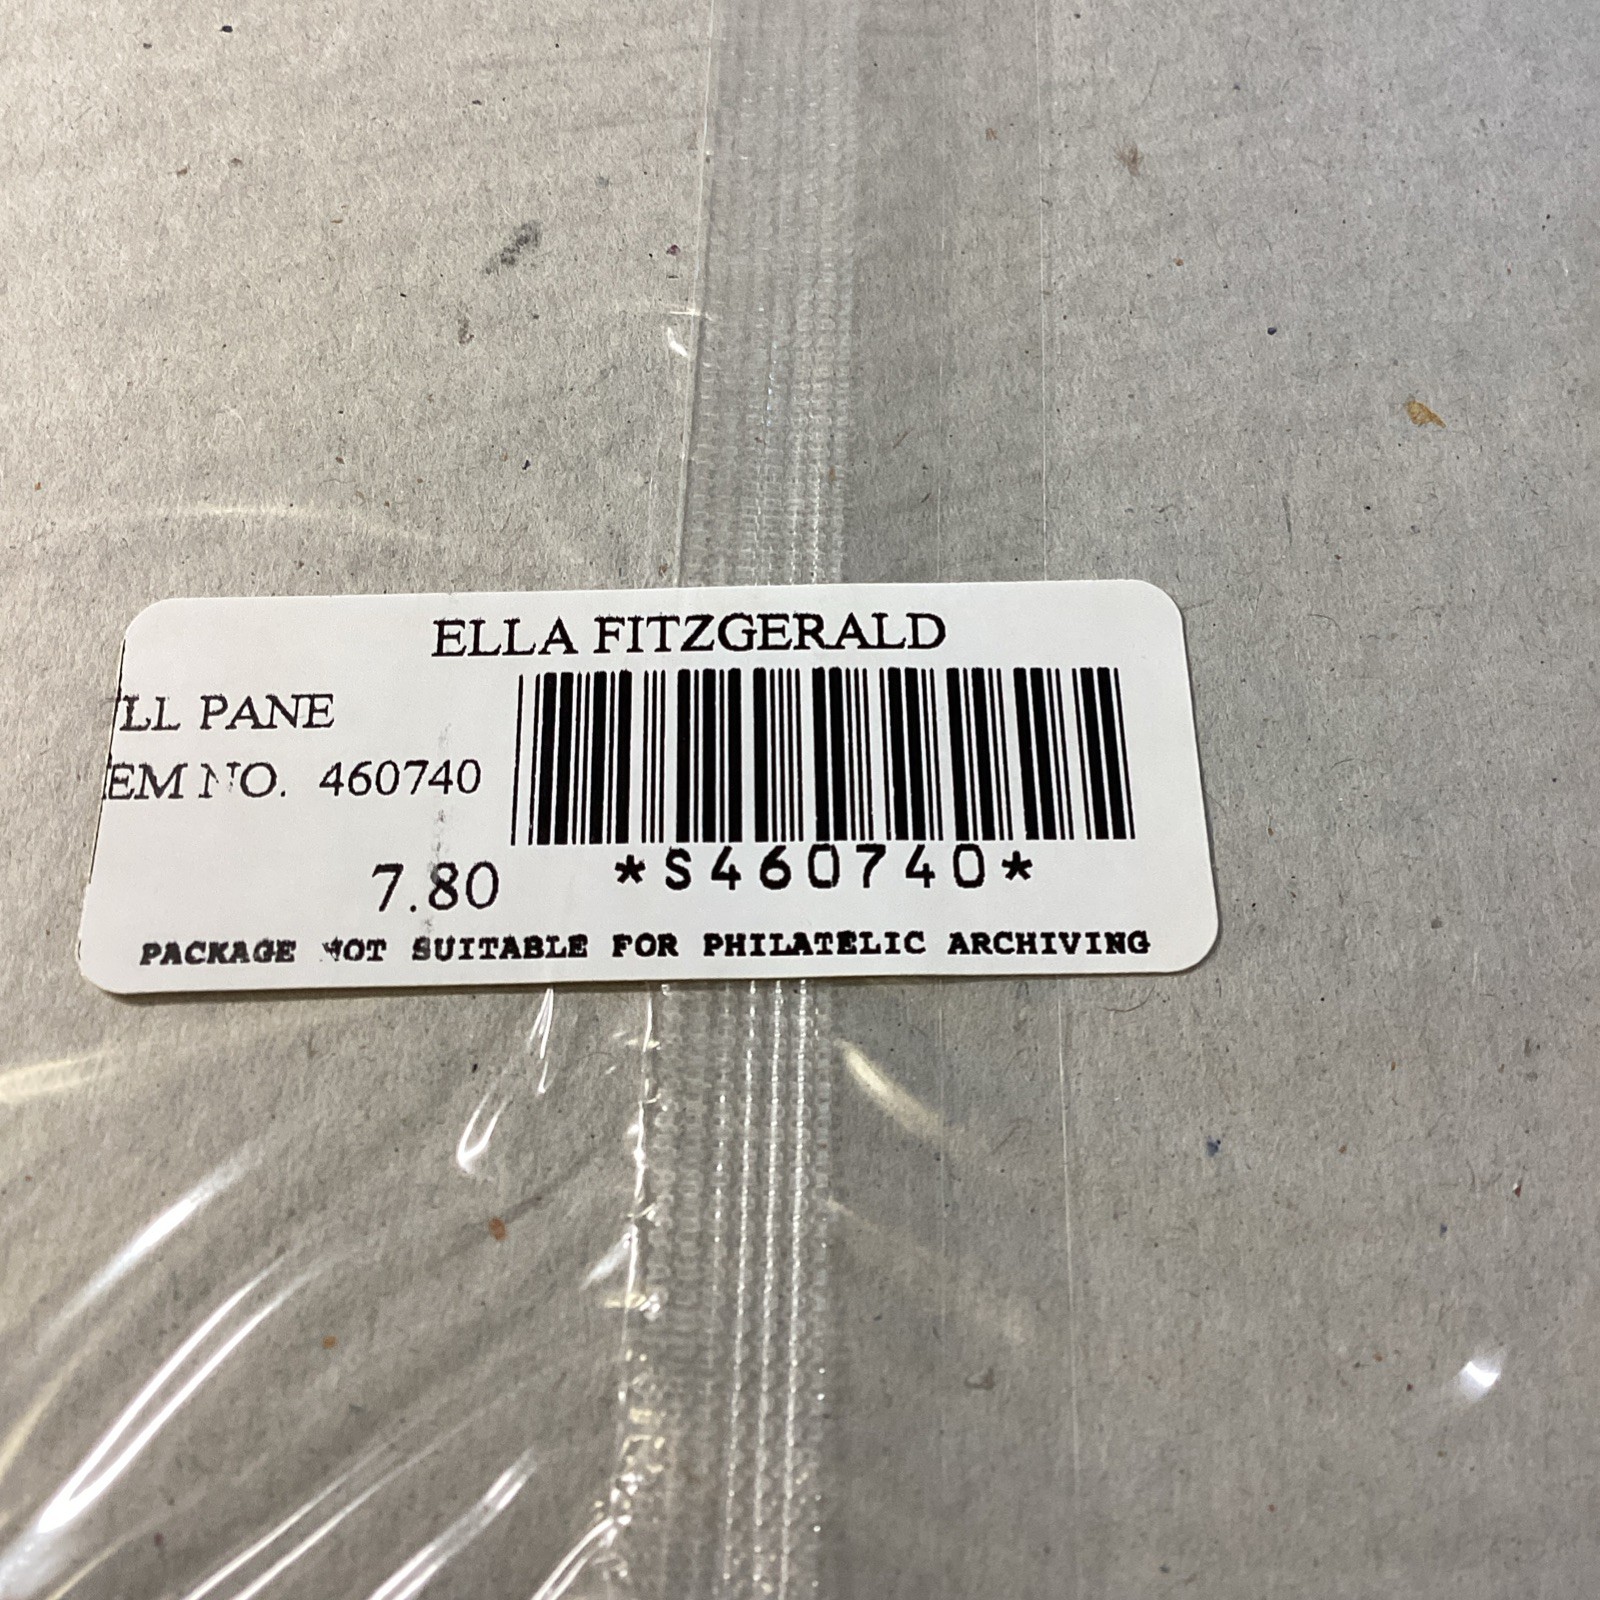 ELLA FITZGERALD
LL PANE
EM NO. 460740
7.80
*S460740*
PACKAGE NOT SUITABLE FOR PHILATELIC ARCHIVING